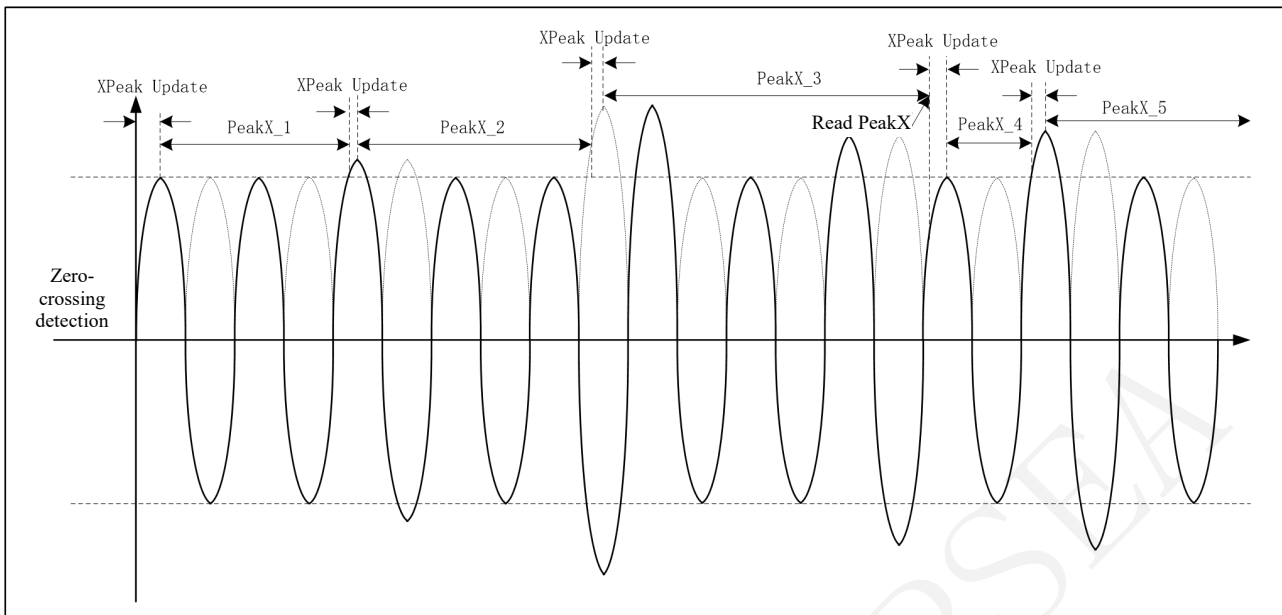 XPeak Update
XPeak Update
XPeak Update
XPeak Update
XPeak Update
PeakX_1
PeakX_2
PeakX_3
Read PeakX
PeakX_4
PeakX_5
Zero-
crossing
detection